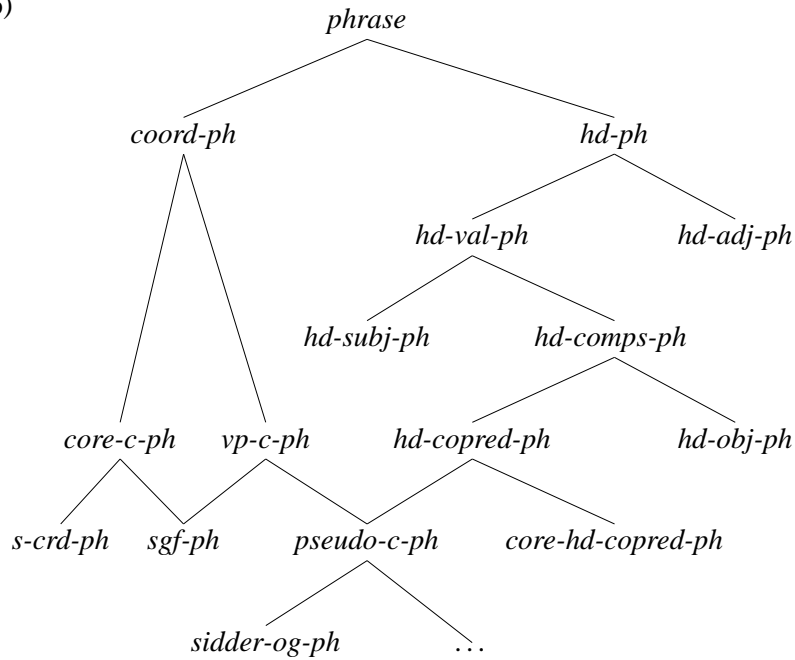 )
phrase
coord-ph hd-ph
hd-val-ph hd-adj-ph
hd-subj-ph hd-comps-ph
core-c-ph vp-c-ph hd-copred-ph hd-obj-ph
s-crd-ph sgf-ph pseudo-c-ph core-hd-copred-ph
sidder-og-ph ...